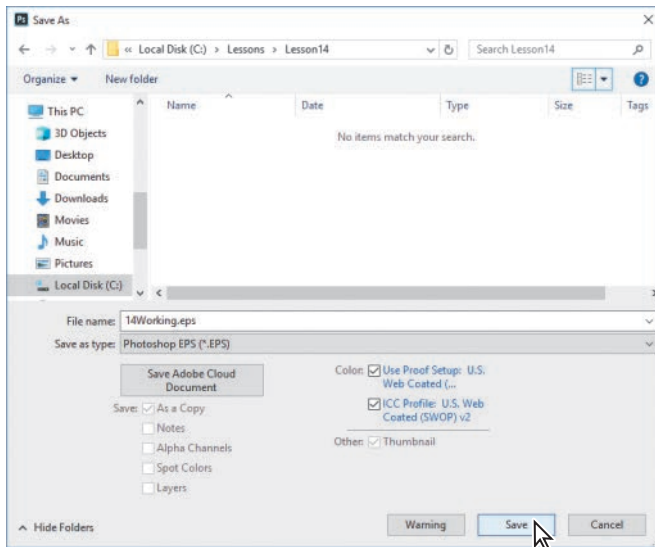 Ps Save As
« Local Disk (C:) > Lessons > Lesson14
Search Lesson14
Organize
New folder
This PC
3D Objects
Desktop
Documents
Downloads
Movies
Music
Pictures
Local Disk (C:)
Name Date Type Size Tags
No items match your search.
File name: 14Working.eps
Save as type: Photoshop EPS (*.EPS)
Save Adobe Cloud
Document
Save: As a Copy
Notes
Alpha Channels
Spot Colors
Layers
Color: Use Proof Setup: U.S.
Web Coated (...
ICC Profile: U.S. Web
Coated (SWOP) v2
Other: Thumbnail
Hide Folders
Warning Save Cancel